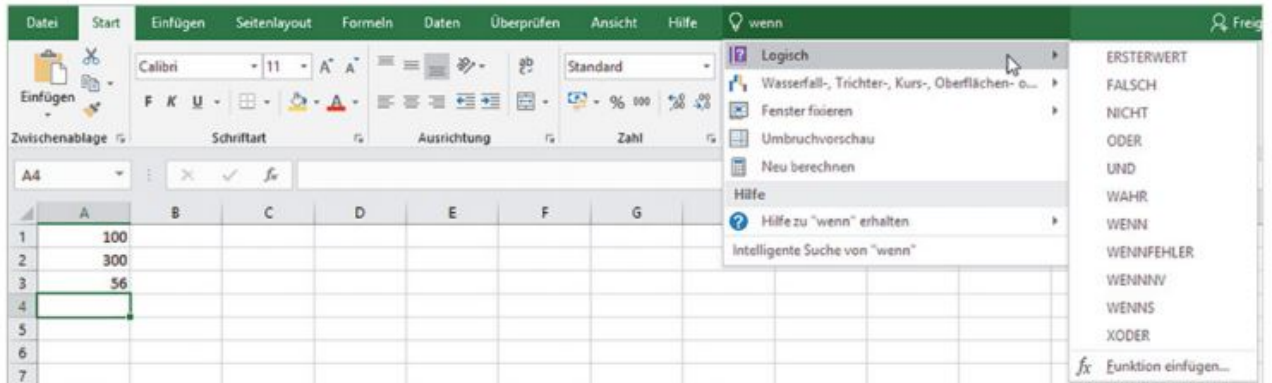 Datei Start Einfügen Seitenlayout Formeln Daten Überprüfen Ansicht Hilfe wenn Freig
Calibri 11 A A ab Standard
Einfügen F K U A % 000
Zwischenablage Schriftart Ausrichtung Zahl
A4 fx
A B C D E F G
1 100
2 300
3 56
4
5
6
7
Logisch
Wasserfall-, Trichter-, Kurs-, Oberflächen- o...
Fenster fixieren
Umbruchvorschau
Neu berechnen
Hilfe
Hilfe zu "wenn" erhalten
Intelligente Suche von "wenn"
ERSTERWERT
FALSCH
NICHT
ODER
UND
WAHR
WENN
WENNFEHLER
WENNNV
WENNS
XODER
fx Funktion einfügen...